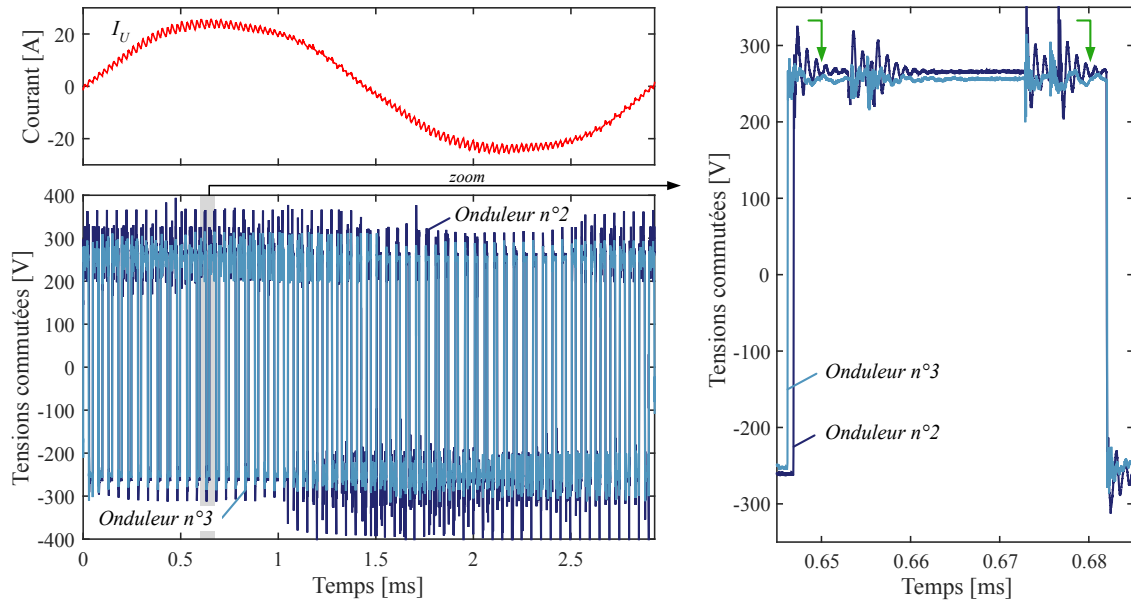 Courant [A]
20
0
-20
I_U
zoom
Tensions commutées [V]
400
300
200
100
0
-100
-200
-300
-400
Onduleur n°2
Onduleur n°3
0
0.5
1
1.5
2
2.5
Temps [ms]
Tensions commutées [V]
300
200
100
0
-100
-200
-300
Onduleur n°3
Onduleur n°2
0.65
0.66
0.67
0.68
Temps [ms]